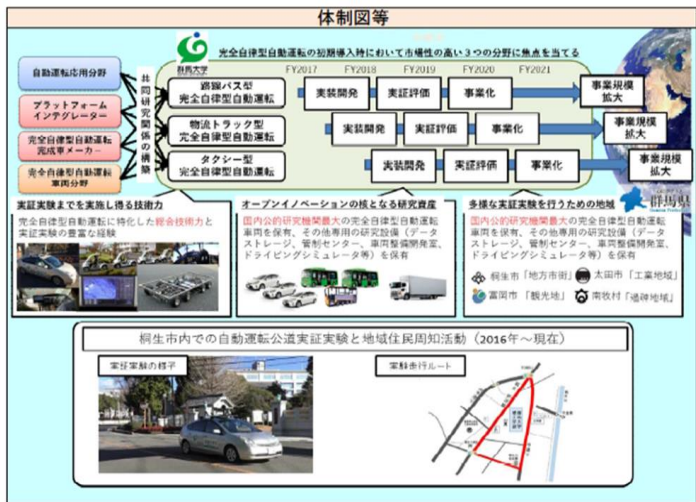 体制図等
群馬大学
完全自律型自動運転の初期導入時において市場性の高い3つの分野に焦点を当てる
FY2017
FY2018
FY2019
FY2020
FY2021
自動運転応用分野
プラットフォーム
インテグレーター
完全自律型自動運転
完成車メーカー
完全自律型自動運転
車両分野
共同研究関係の構築
路線バス型
完全自律型自動運転
実装開発
実証評価
事業化
事業規模
拡大
物流トラック型
完全自律型自動運転
実装開発
実証評価
事業化
事業規模
拡大
タクシー型
完全自律型自動運転
実装開発
実証評価
事業化
事業規模
拡大
実証実験までを実施し得る技術力
完全自律型自動運転に特化した総合技術力と
実証実験の豊富な経験
オープンイノベーションの核となる研究資産
国内公的研究機関最大の完全自律型自動運転
車両を保有、その他専用の研究設備（データ
ストレージ、管制センター、車両整備開発室、
ドライビングシミュレータ等）を保有
多様な実証実験を行うための地域
群馬県
国内公的研究機関最大の完全自律型自動運転
車両を保有、その他専用の研究設備（データ
ストレージ、管制センター、車両整備開発室、
ドライビングシミュレータ等）を保有
桐生市「地方市街」
太田市「工業地域」
富岡市「観光地」
南牧村「過疎地域」
桐生市内での自動運転公道実証実験と地域住民周知活動（2016年～現在）
実証実験の様子
実験走行ルート